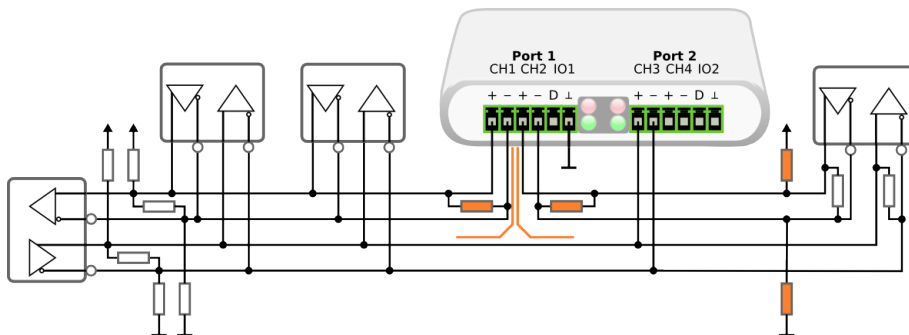 Port 1 Port 2
CH1 CH2 IO1 CH3 CH4 IO2
+ − + − D ⊥ + − + − D ⊥